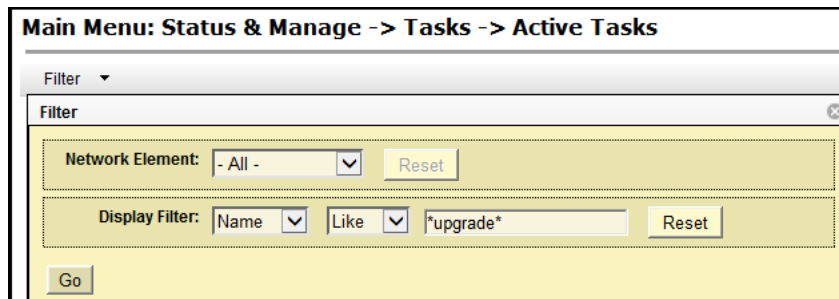 Main Menu: Status & Manage -> Tasks -> Active Tasks
Filter
Filter
Network Element: - All - Reset
Display Filter: Name Like *upgrade* Reset
Go